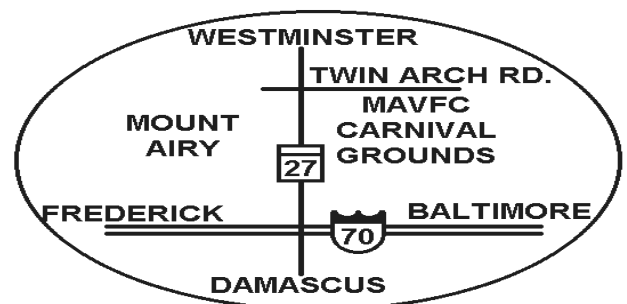 WESTMINSTER
TWIN ARCH RD.
MAVFC
CARNIVAL
GROUNDS
MOUNT
AIRY
27
FREDERICK
BALTIMORE
70
DAMASCUS